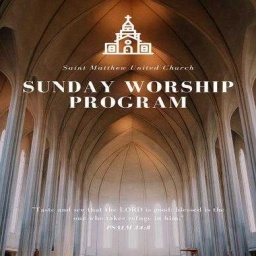 Saint Matthew United Church
SUNDAY WORSHIP
PROGRAM
"Taste and see that the LORD is good; blessed is the
one who takes refuge in him."
PSALM 34:8